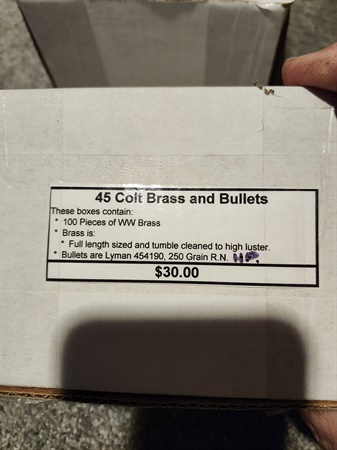 45 Colt Brass and Bullets
These boxes contain:
* 100 Pieces of WW Brass
* Brass is:
* Full length sized and tumble cleaned to high luster.
* Bullets are Lyman 454190, 250 Grain R.N. H.P.
$30.00